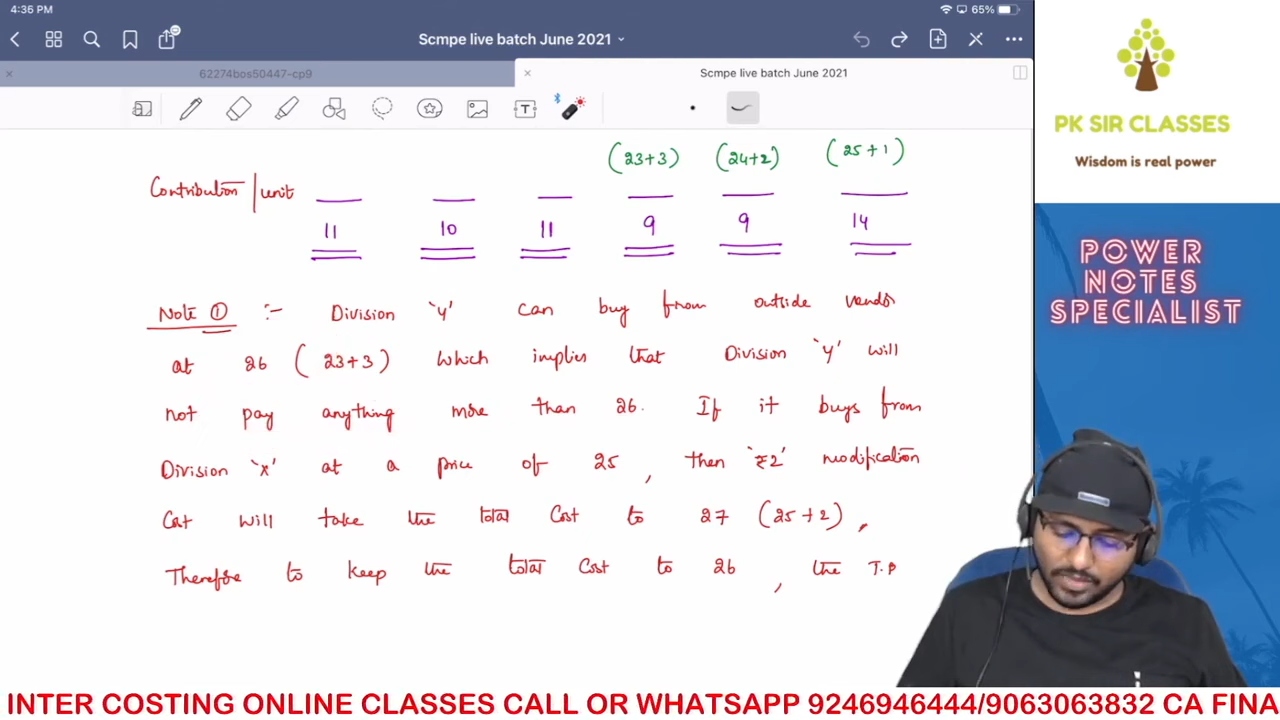 4:36 PM
65%
Scmpe live batch June 2021
62274bos50447-cp9
Scmpe live batch June 2021
T
PK SIR CLASSES
Wisdom is real power
(23+3) (24+2) (25+1)
Contribution/unit
11 10 11 9 9 14
POWER
NOTES
SPECIALIST
Note ① :- Division 'y' can buy from outside vendor
at 26 (23+3) which implies that Division 'y' will
not pay anything more than 26. If it buys from
Division 'x' at a price of 25, then '₹2' modification
Cost will take the total Cost to 27 (25+2),
Therefore to keep the total Cost to 26, the T.P
INTER COSTING ONLINE CLASSES CALL OR WHATSAPP 9246946444/9063063832 CA FINA